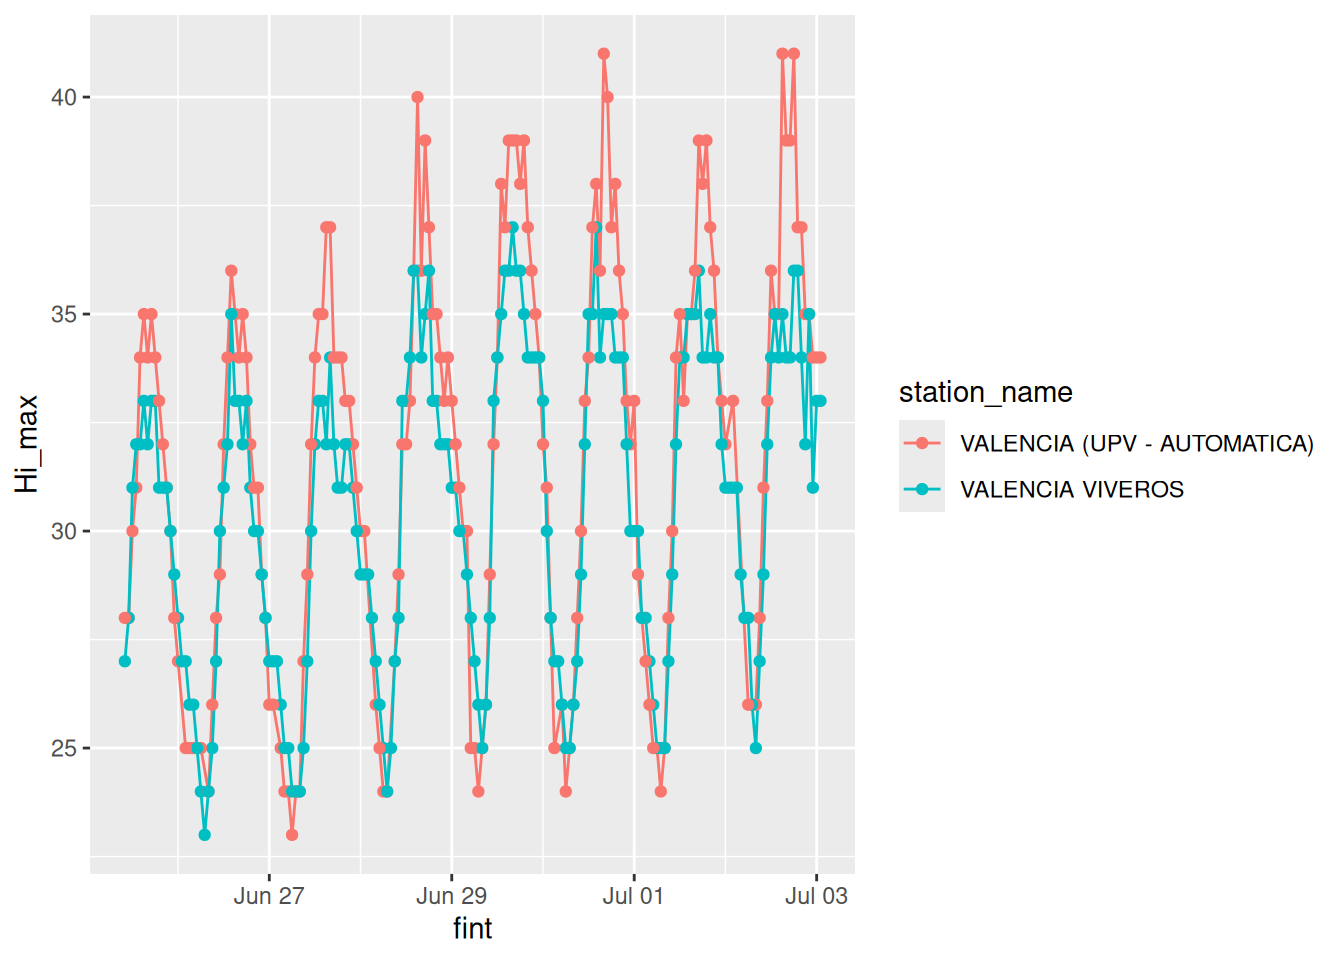 Hi_max
40
35
30
25
Jun 27
Jun 29
Jul 01
Jul 03
fint
station_name
VALENCIA (UPV - AUTOMATICA)
VALENCIA VIVEROS